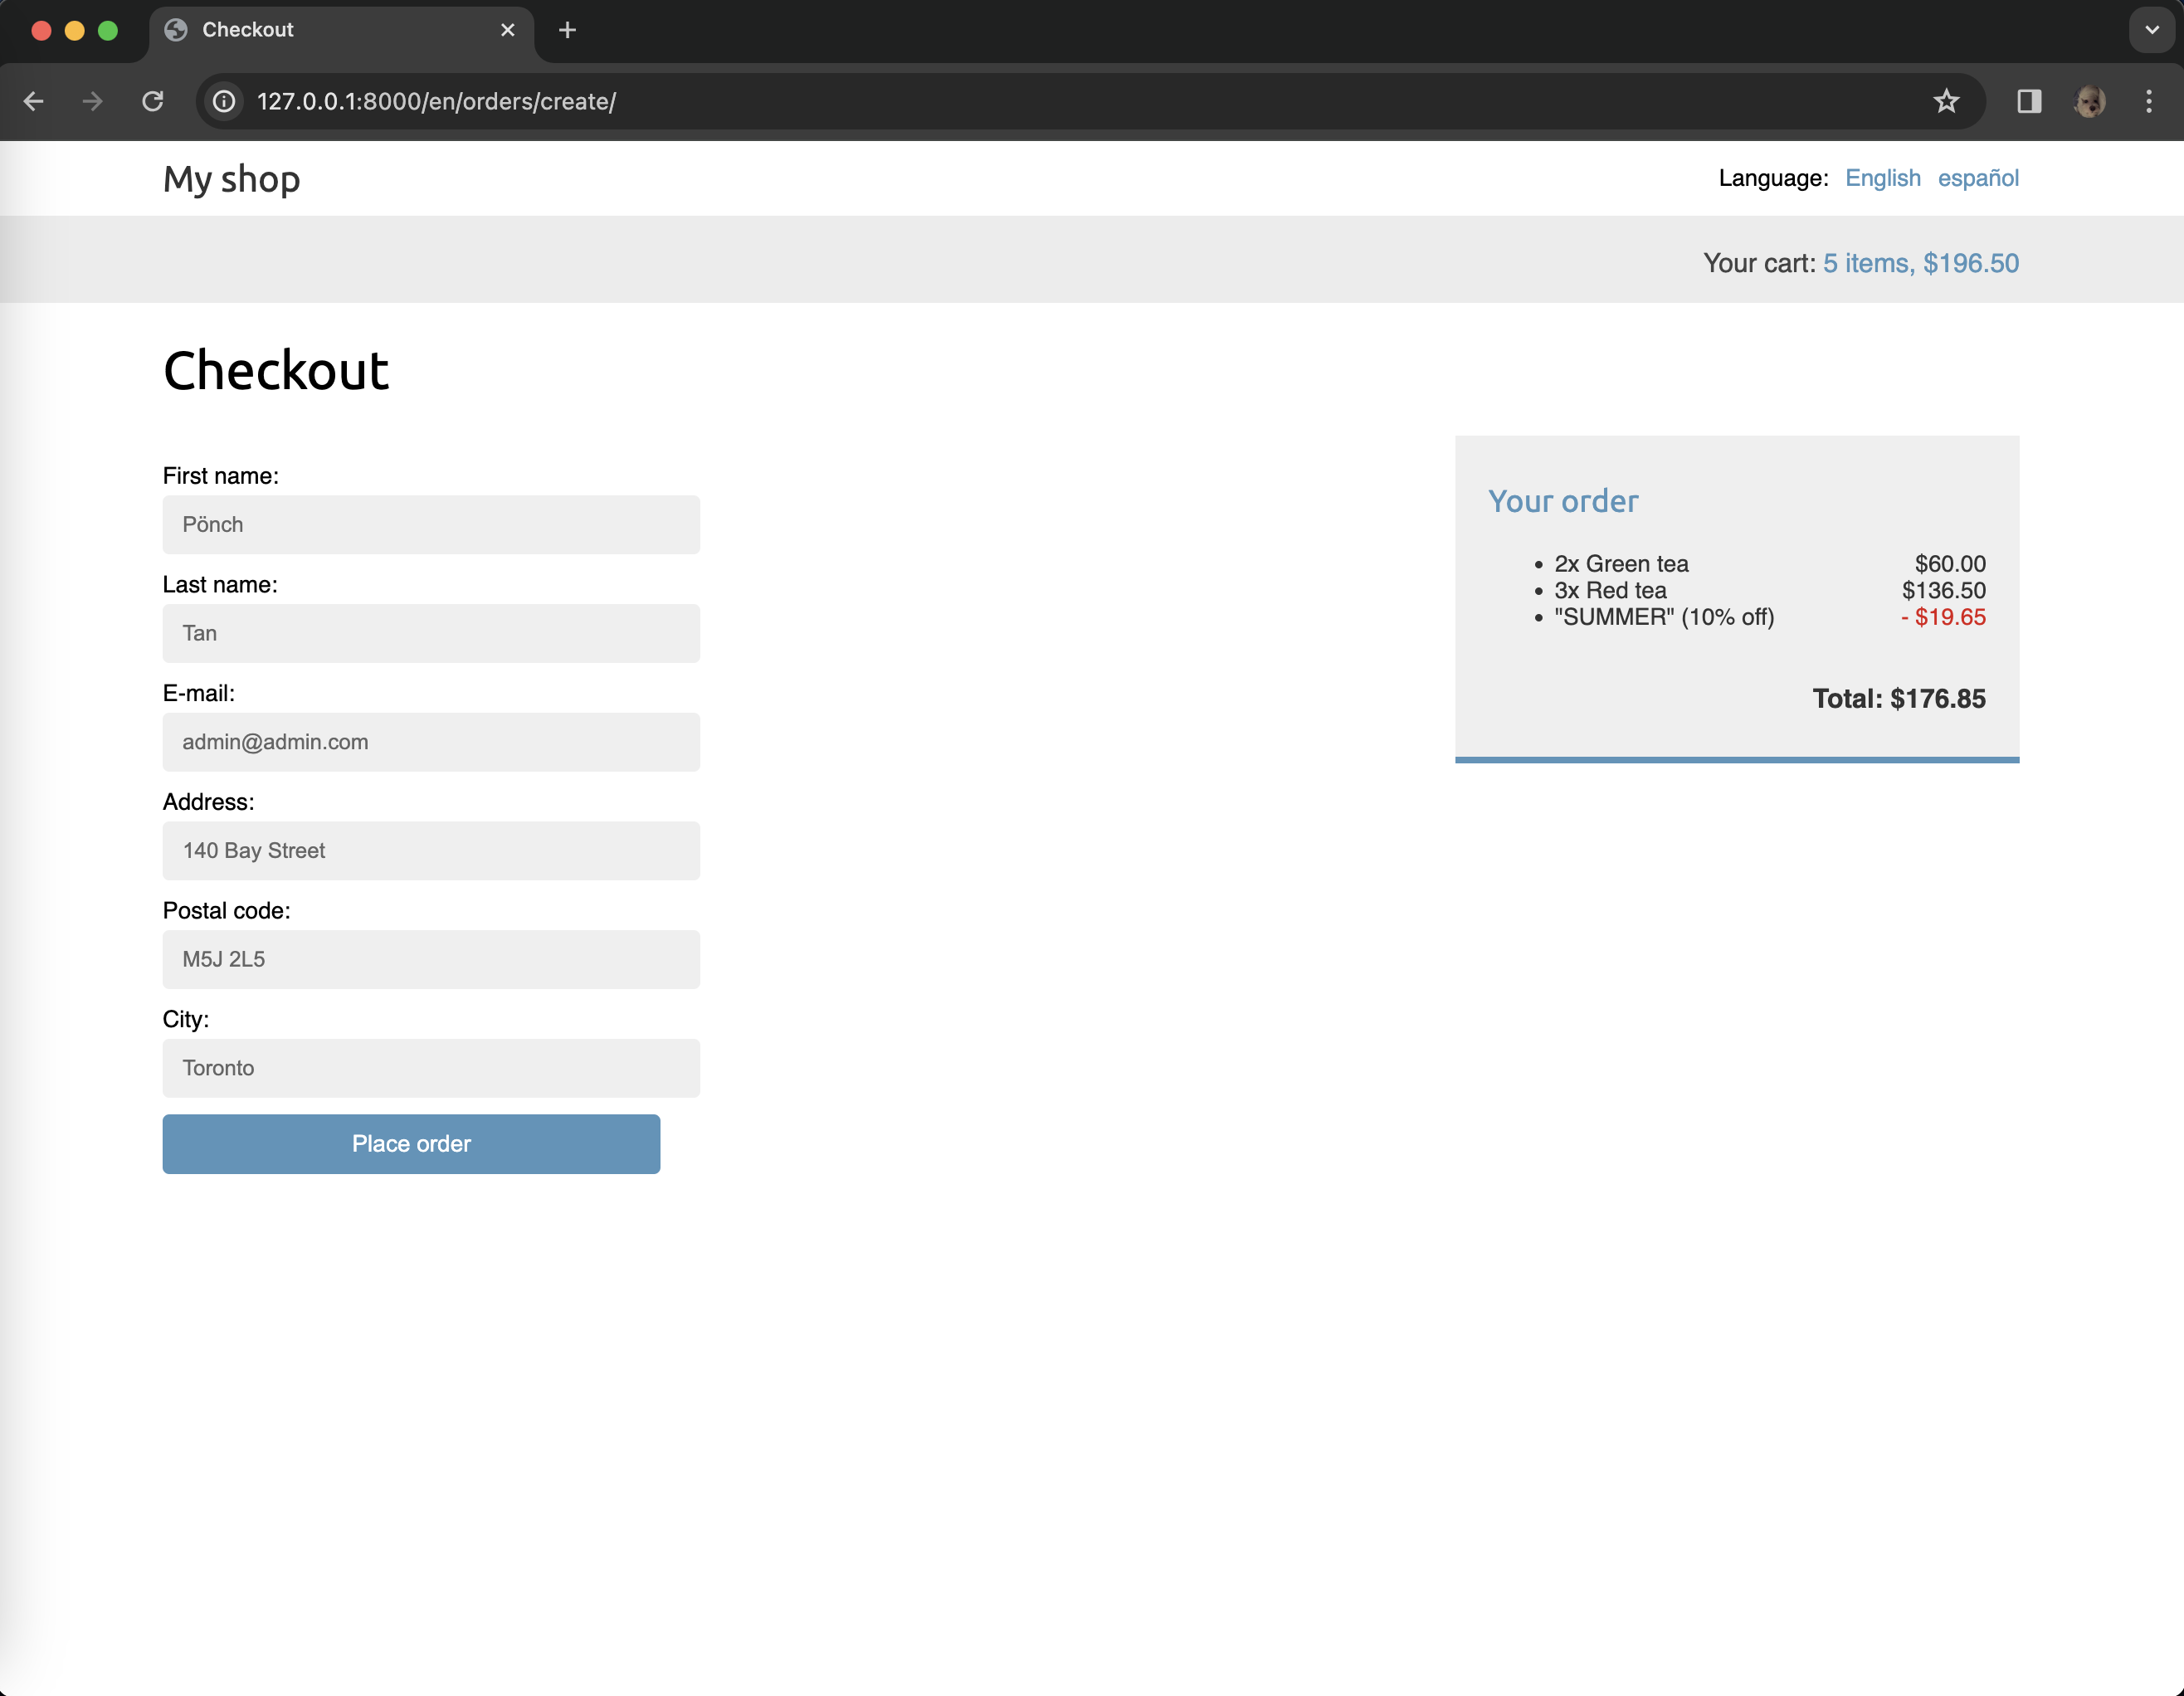 Checkout
127.0.0.1:8000/en/orders/create/
My shop
Language: English español
Your cart: 5 items, $196.50
Checkout
First name:
Pönch
Last name:
Tan
E-mail:
admin@admin.com
Address:
140 Bay Street
Postal code:
M5J 2L5
City:
Toronto
Place order
Your order
2x Green tea $60.00
3x Red tea $136.50
"SUMMER" (10% off) - $19.65
Total: $176.85